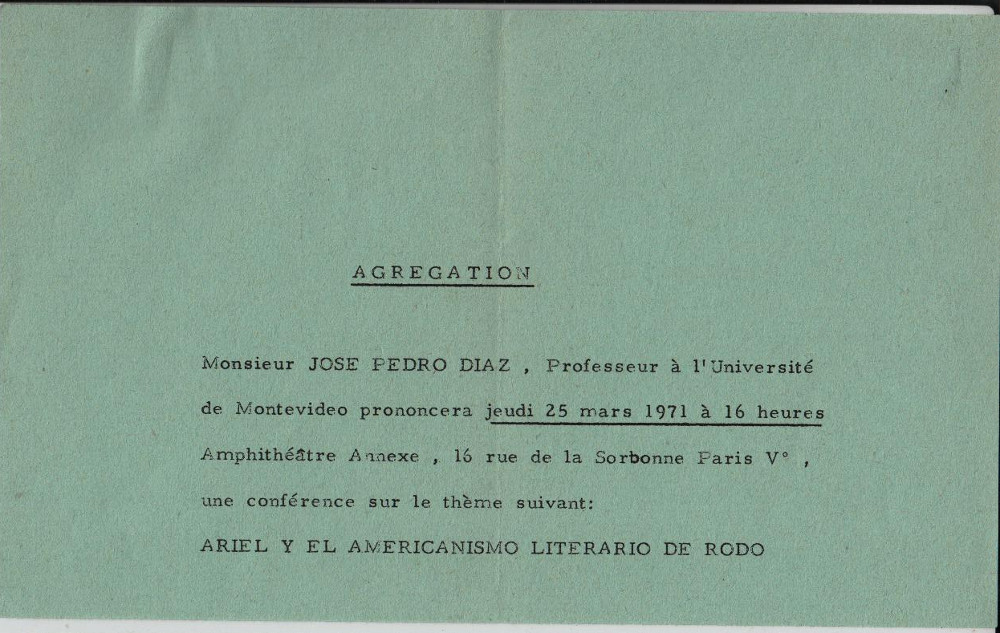 AGREGATION
Monsieur JOSE PEDRO DIAZ , Professeur à l'Université
de Montevideo prononcera jeudi 25 mars 1971 à 16 heures
Amphithéâtre Annexe , 16 rue de la Sorbonne Paris V° ,
une conférence sur le thème suivant:
ARIEL Y EL AMERICANISMO LITERARIO DE RODO